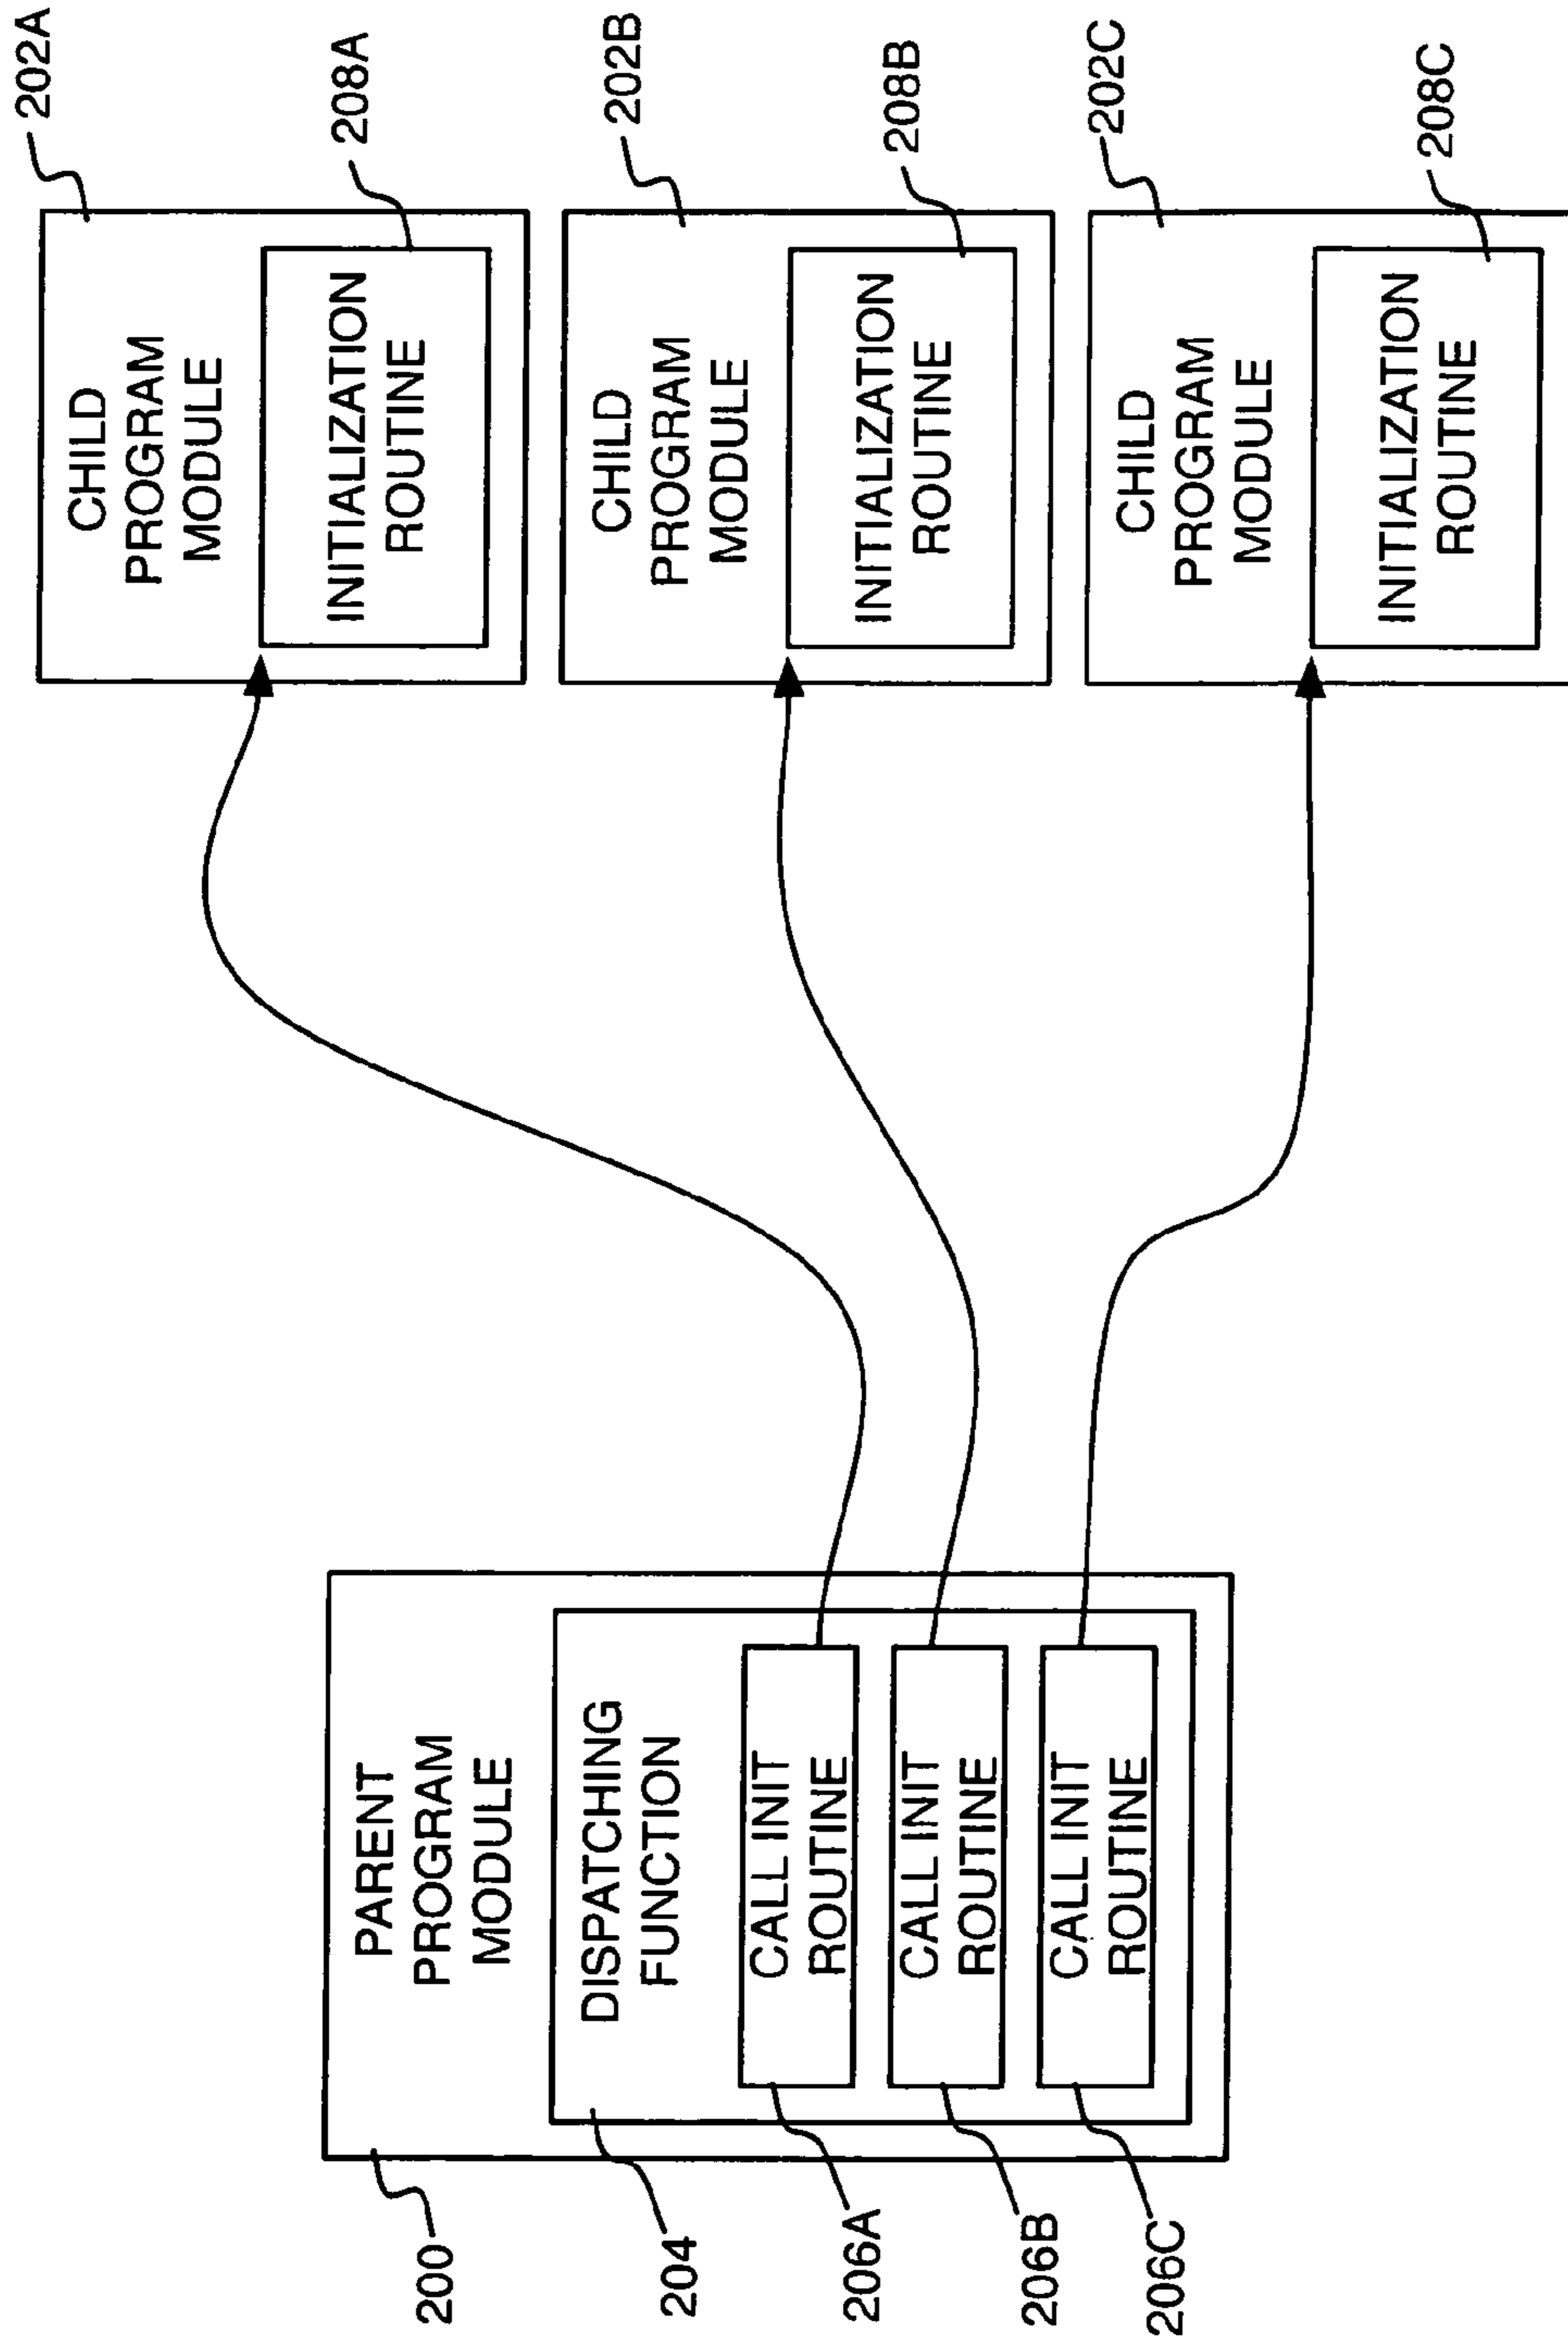 200
PARENT
PROGRAM
MODULE
204
DISPATCHING
FUNCTION
206A
CALL INIT
ROUTINE
206B
CALL INIT
ROUTINE
206C
CALL INIT
ROUTINE
202A
CHILD
PROGRAM
MODULE
208A
INITIALIZATION
ROUTINE
202B
CHILD
PROGRAM
MODULE
208B
INITIALIZATION
ROUTINE
202C
CHILD
PROGRAM
MODULE
208C
INITIALIZATION
ROUTINE